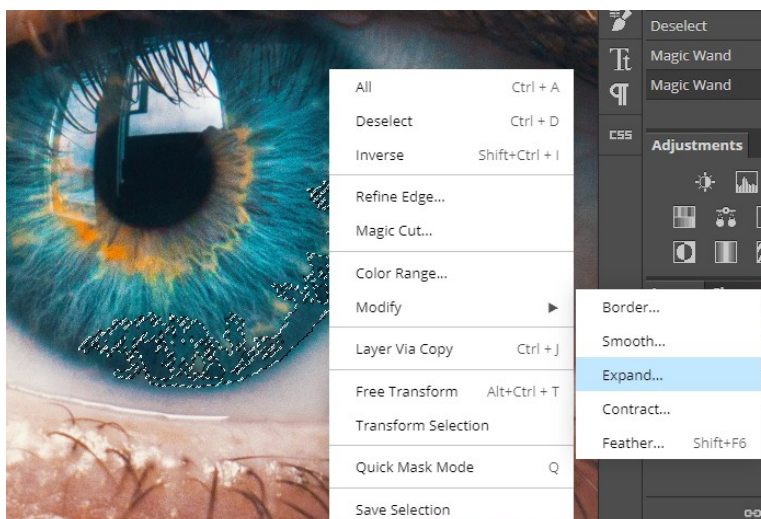 Deselect
Magic Wand
Magic Wand
Tt
¶
CSS
Adjustments
All Ctrl + A
Deselect Ctrl + D
Inverse Shift+Ctrl + I
Refine Edge...
Magic Cut...
Color Range...
Modify ▶
Layer Via Copy Ctrl + J
Free Transform Alt+Ctrl + T
Transform Selection
Quick Mask Mode Q
Save Selection
Border...
Smooth...
Expand...
Contract...
Feather... Shift+F6